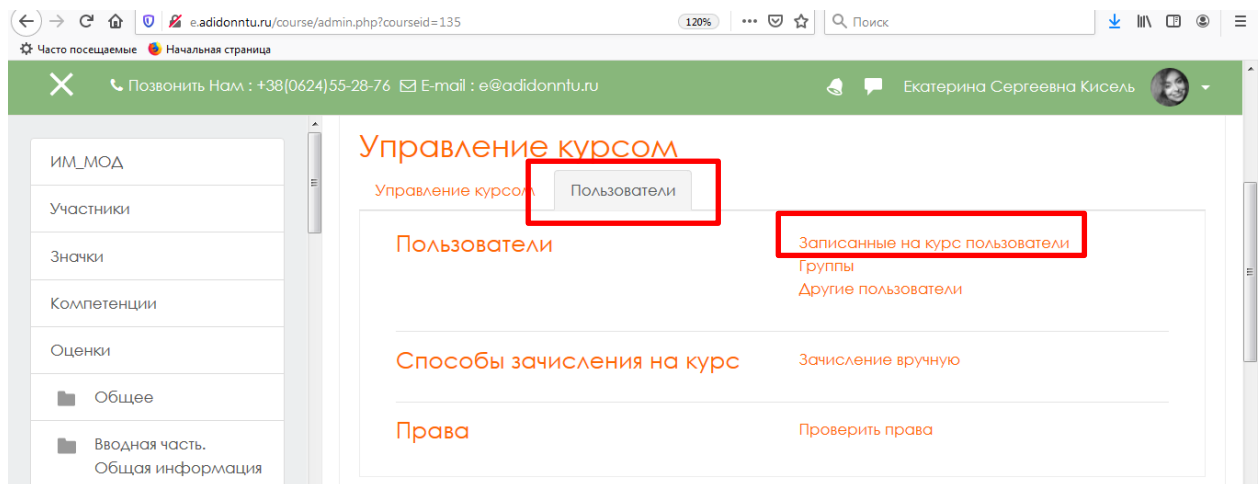 e.adidonntu.ru/course/admin.php?courseid=135
120%
Поиск
Часто посещаемые
Начальная страница
Позвонить Нам : +38(0624)55-28-76 E-mail : e@adidonntu.ru
Екатерина Сергеевна Кисель
ИМ_МОД
Участники
Значки
Компетенции
Оценки
Общее
Вводная часть.
Общая информация
Управление курсом
Управление курсом
Пользователи
Пользователи
Записанные на курс пользователи
Группы
Другие пользователи
Способы зачисления на курс
Зачисление вручную
Права
Проверить права